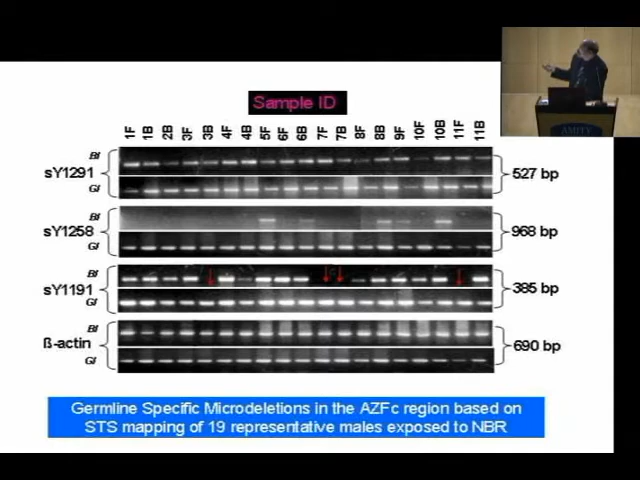 Sample ID
1F 1B 2B 3F 3B 4F 4B 5F 6F 6B 7F 7B 8F 8B 9F 10F 10B 11F 11B
Bl
sY1291
Gl
527 bp
Bl
sY1258
Gl
968 bp
Bl
sY1191
Gl
385 bp
Bl
ß-actin
Gl
690 bp
Germline Specific Microdeletions in the AZFc region based on
STS mapping of 19 representative males exposed to NBR
AMITY